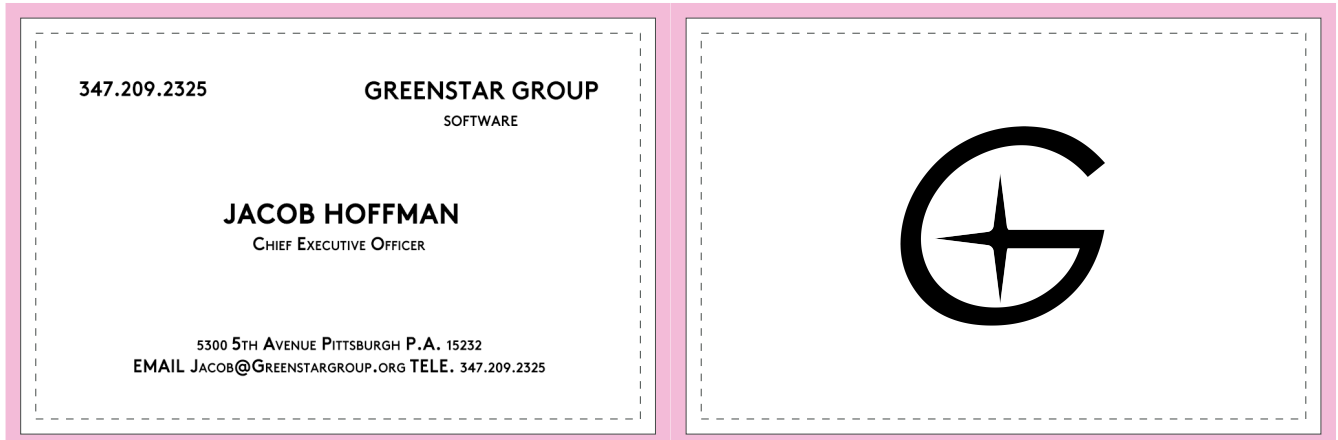 347.209.2325
GREENSTAR GROUP
SOFTWARE
JACOB HOFFMAN
Chief Executive Officer
5300 5th Avenue Pittsburgh P.A. 15232
EMAIL Jacob@Greenstargroup.org TELE. 347.209.2325
G